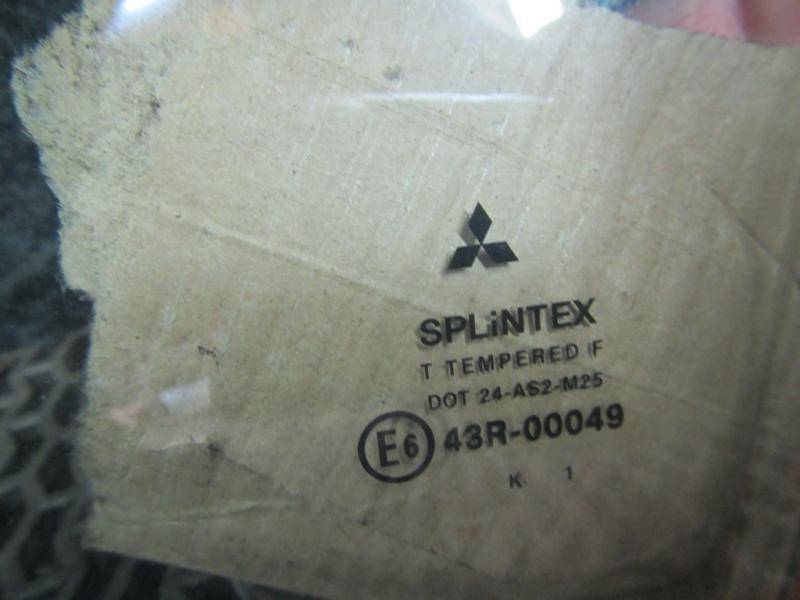 SPLiNTEX
T TEMPERED F
DOT 24-AS2-M25
E6 43R-00049
K 1